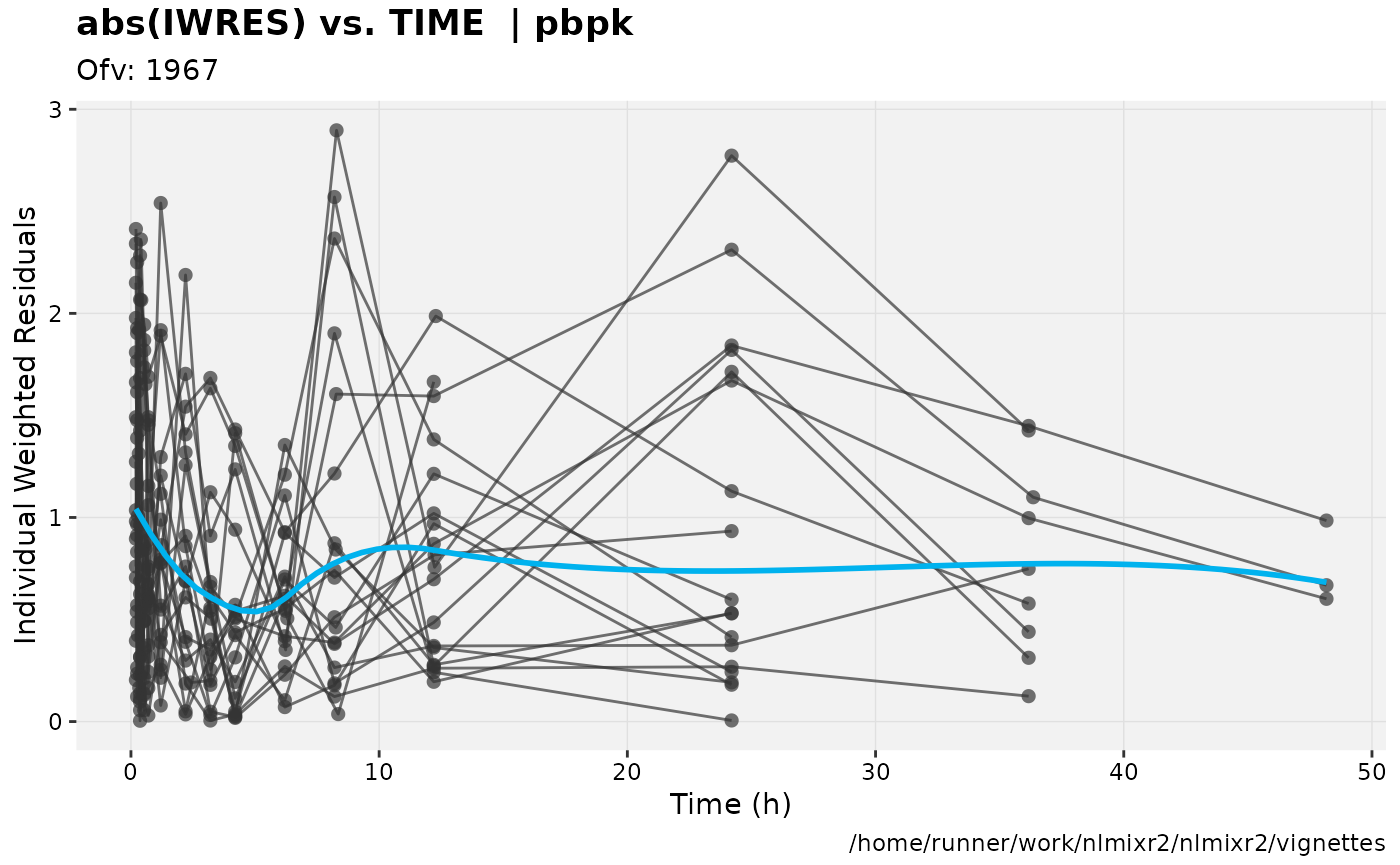 abs(IWRES) vs. TIME  | pbpk
Ofv: 1967
Individual Weighted Residuals
3
2
1
0
0 10 20 30 40 50
Time (h)
/home/runner/work/nlmixr2/nlmixr2/vignettes